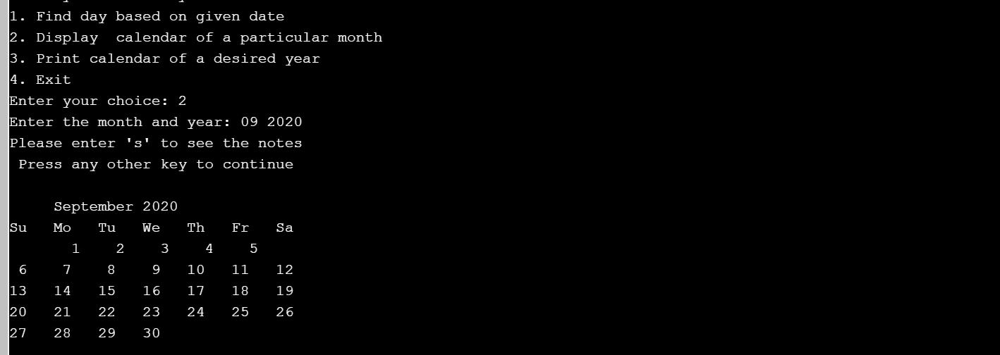 1. Find day based on given date
2. Display  calendar of a particular month
3. Print calendar of a desired year
4. Exit
Enter your choice: 2
Enter the month and year: 09 2020
Please enter 's' to see the notes
 Press any other key to continue
     September 2020
Su   Mo   Tu   We   Th   Fr   Sa
       1    2    3    4    5
 6    7    8    9   10   11   12
13   14   15   16   17   18   19
20   21   22   23   24   25   26
27   28   29   30